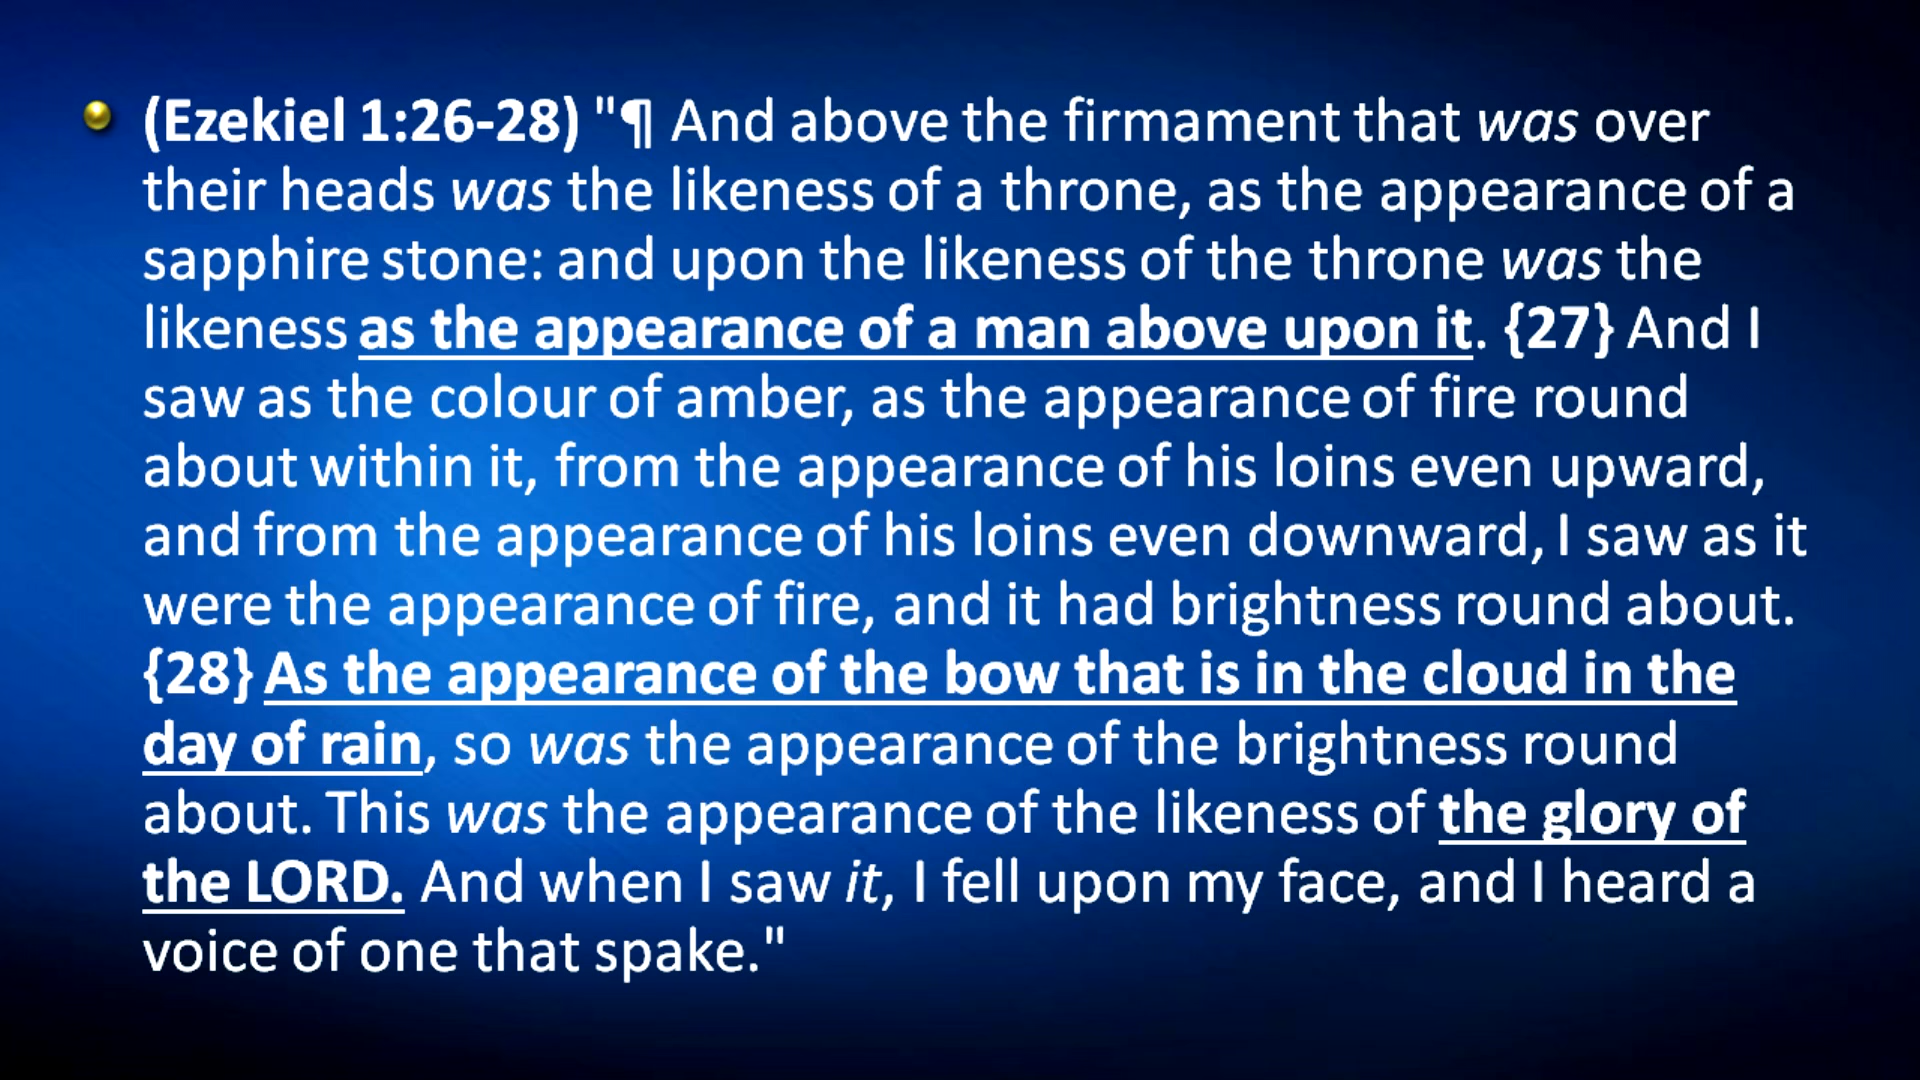 (Ezekiel 1:26-28) "¶ And above the firmament that was over
their heads was the likeness of a throne, as the appearance of a
sapphire stone: and upon the likeness of the throne was the
likeness as the appearance of a man above upon it. {27} And I
saw as the colour of amber, as the appearance of fire round
about within it, from the appearance of his loins even upward,
and from the appearance of his loins even downward, I saw as it
were the appearance of fire, and it had brightness round about.
{28} As the appearance of the bow that is in the cloud in the
day of rain, so was the appearance of the brightness round
about. This was the appearance of the likeness of the glory of
the LORD. And when I saw it, I fell upon my face, and I heard a
voice of one that spake."